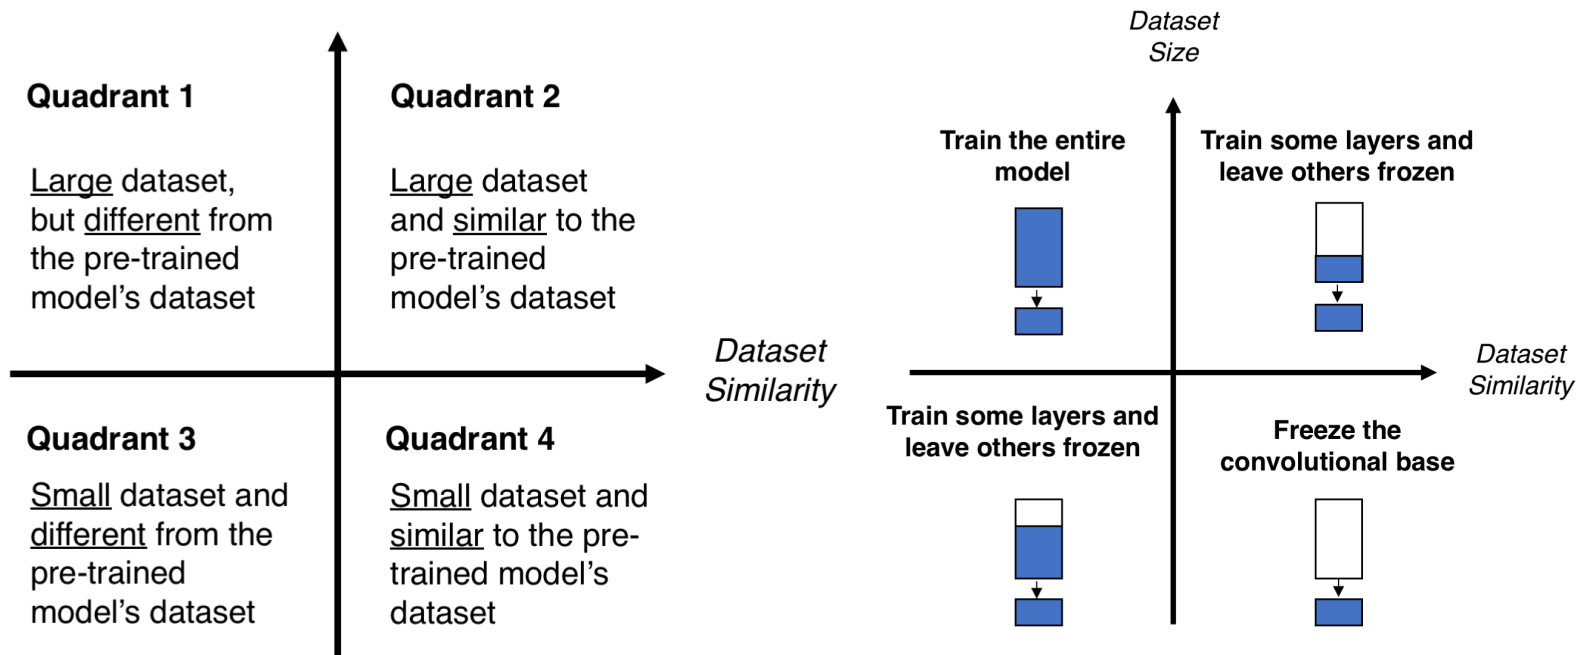 Quadrant 1
Large dataset,
but different from
the pre-trained
model's dataset
Quadrant 2
Large dataset
and similar to the
pre-trained
model's dataset
Dataset
Similarity
Quadrant 3
Small dataset and
different from the
pre-trained
model's dataset
Quadrant 4
Small dataset and
similar to the pre-
trained model's
dataset
Dataset
Size
Train the entire
model
Train some layers and
leave others frozen
Dataset
Similarity
Train some layers and
leave others frozen
Freeze the
convolutional base